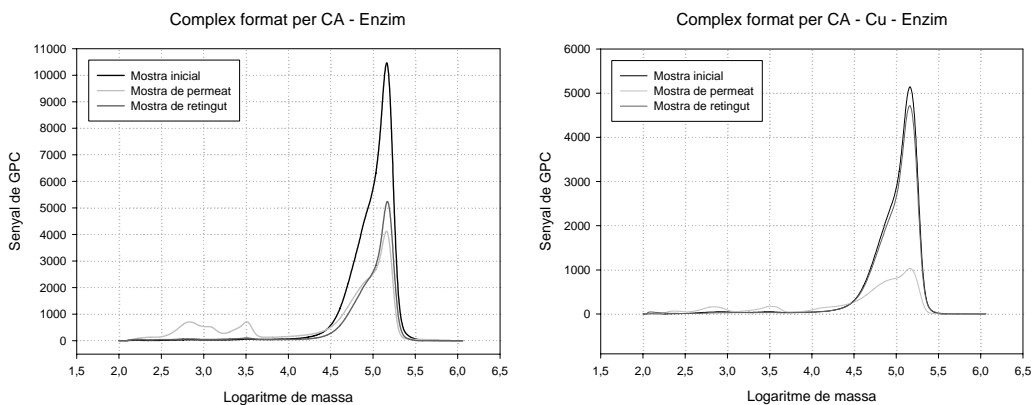 Complex format per CA - Enzim
Senyal de GPC
11000
10000
9000
8000
7000
6000
5000
4000
3000
2000
1000
0
Mostra inicial
Mostra de permeat
Mostra de retingut
1,5 2,0 2,5 3,0 3,5 4,0 4,5 5,0 5,5 6,0 6,5
Logaritme de massa
Complex format per CA - Cu - Enzim
Senyal de GPC
6000
5000
4000
3000
2000
1000
0
Mostra inicial
Mostra de permeat
Mostra de retingut
1,5 2,0 2,5 3,0 3,5 4,0 4,5 5,0 5,5 6,0 6,5
Logaritme de massa